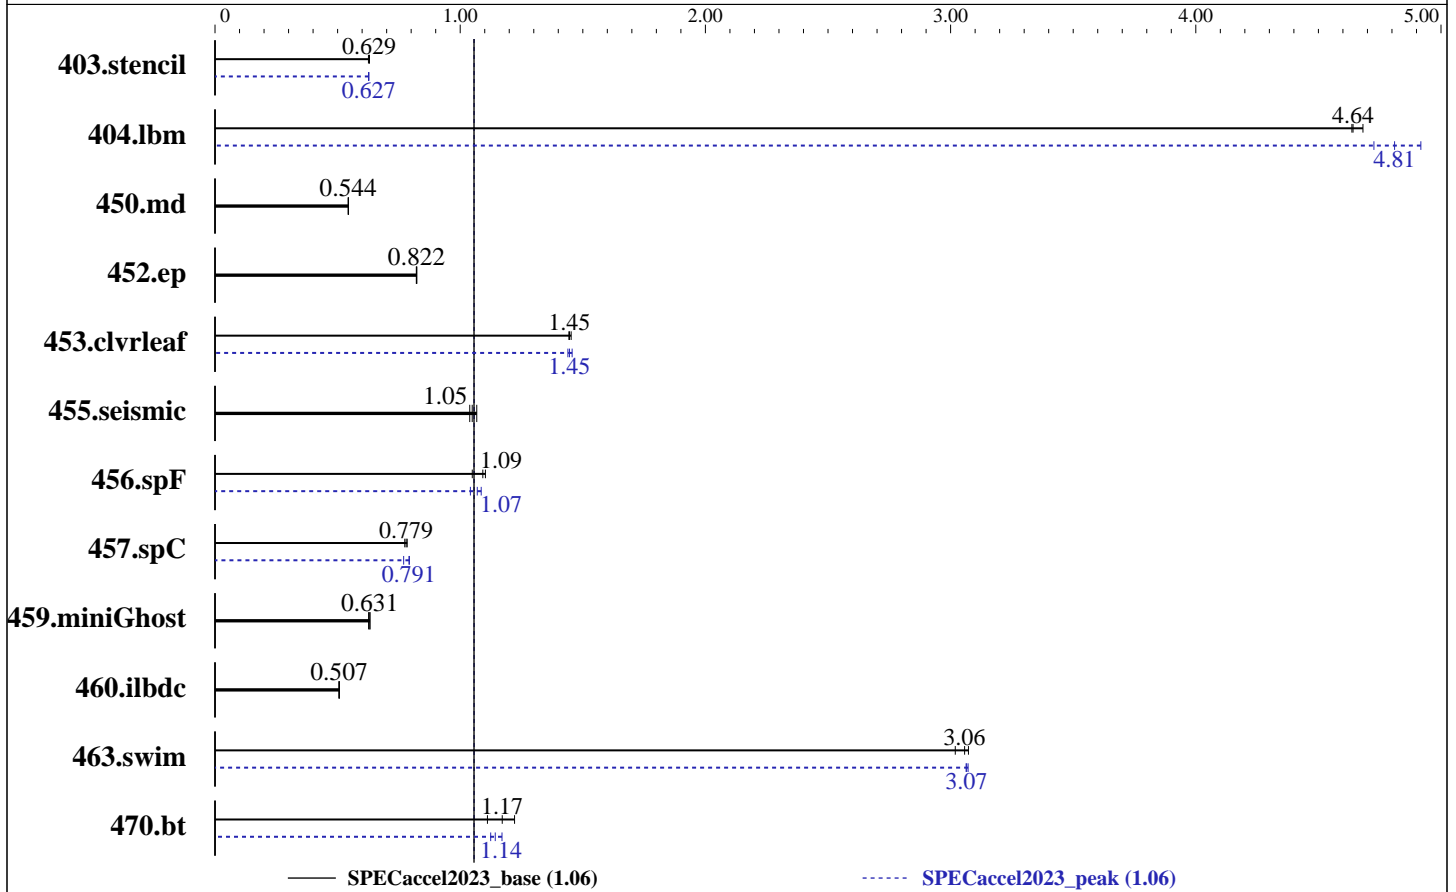 0 1.00 2.00 3.00 4.00 5.00
403.stencil 0.629
0.627
404.lbm 4.64
4.81
450.md 0.544
452.ep 0.822
453.clvrleaf 1.45
1.45
455.seismic 1.05
456.spF 1.09
1.07
457.spC 0.779
0.791
459.miniGhost 0.631
460.ilbdc 0.507
463.swim 3.06
3.07
470.bt 1.17
1.14
SPECaccel2023_base (1.06) SPECaccel2023_peak (1.06)